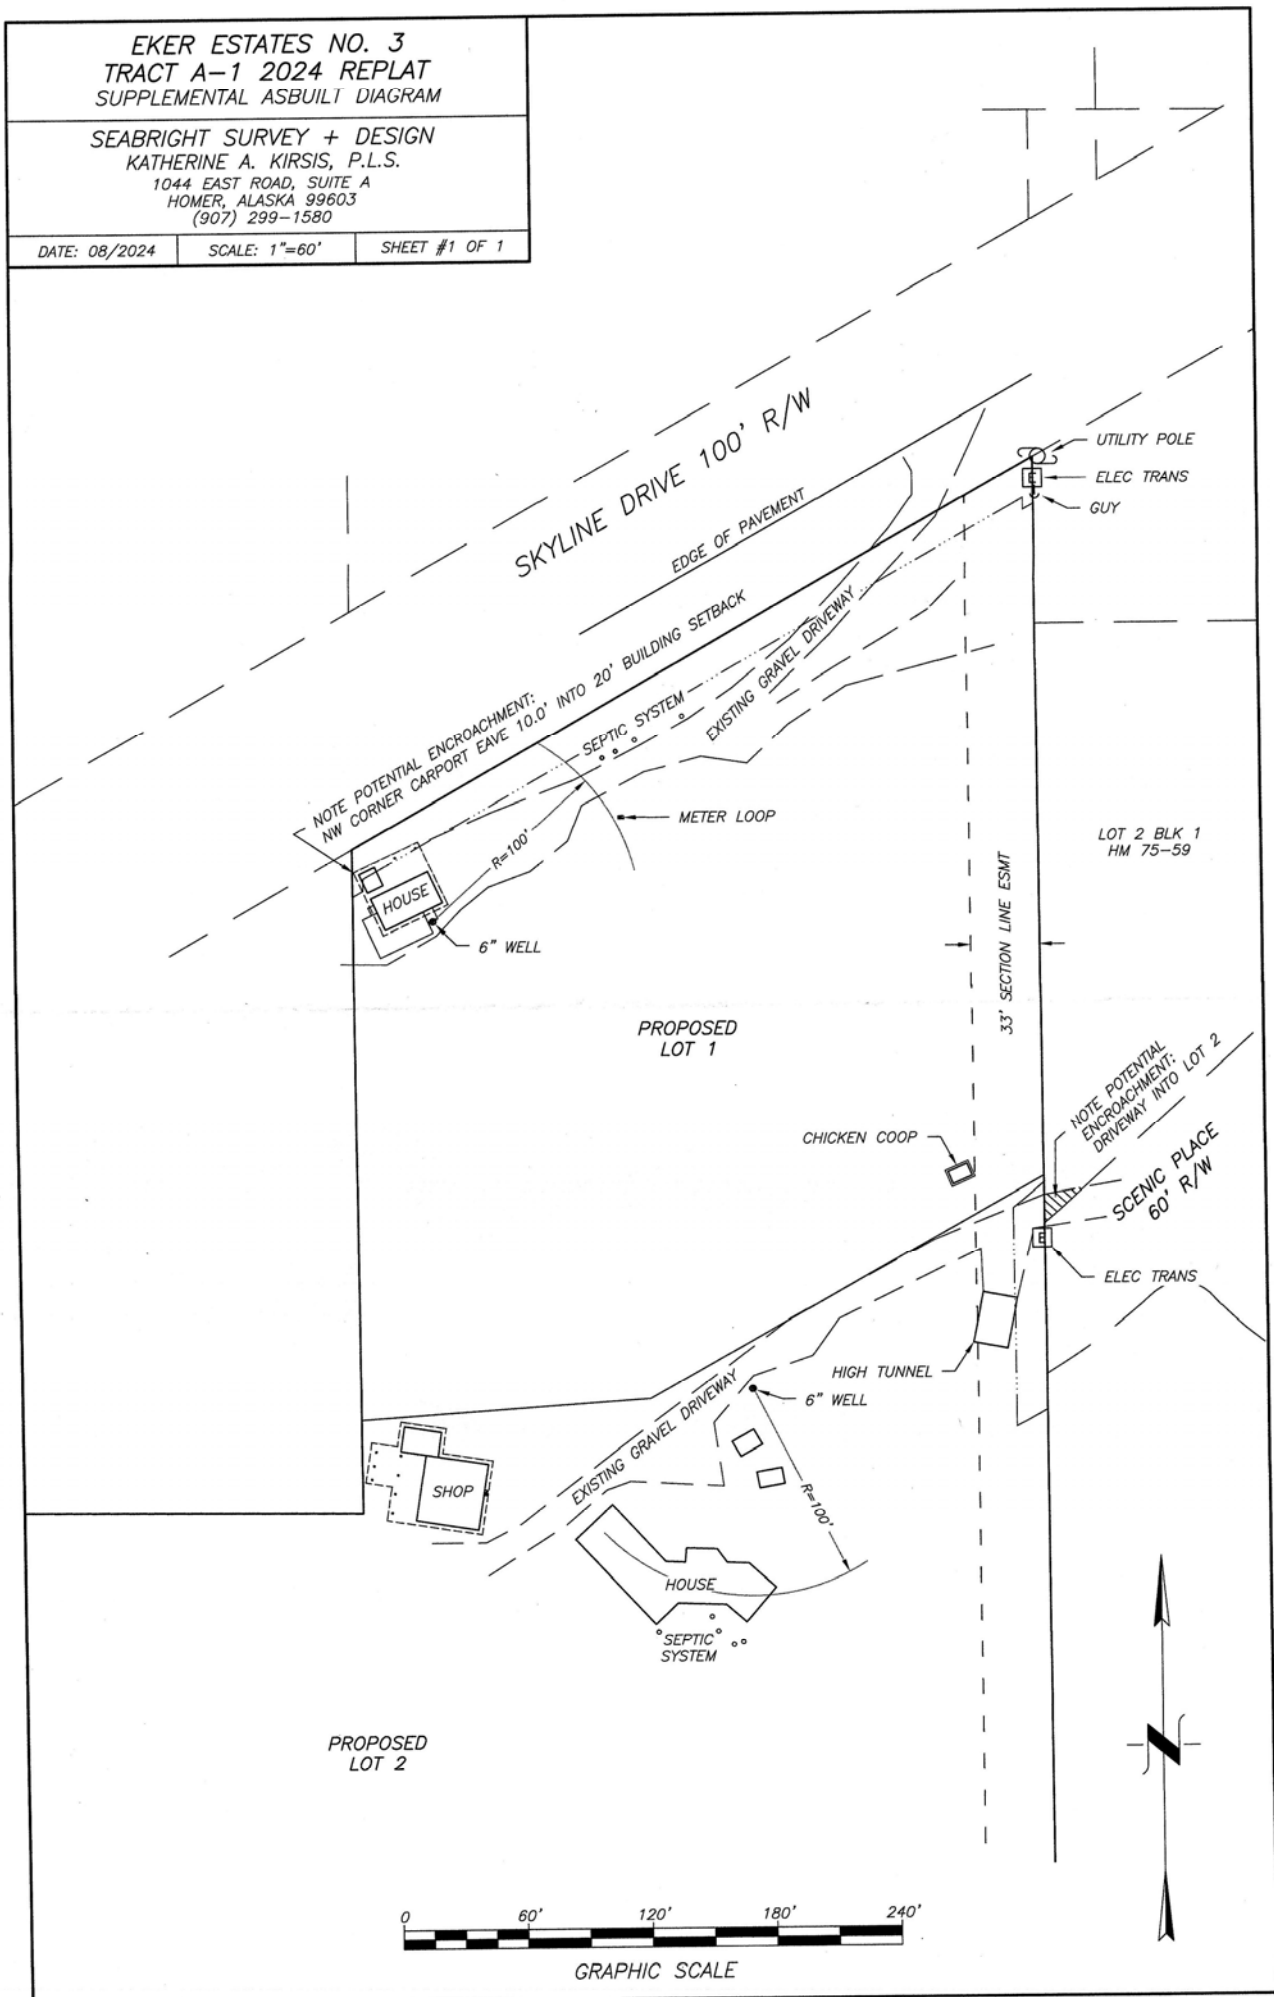 EKER ESTATES NO. 3
TRACT A-1 2024 REPLAT
SUPPLEMENTAL ASBUILT DIAGRAM
SEABRIGHT SURVEY + DESIGN
KATHERINE A. KIRSIS, P.L.S.
1044 EAST ROAD, SUITE A
HOMER, ALASKA 99603
(907) 299-1580
DATE: 08/2024
SCALE: 1"=60'
SHEET #1 OF 1
SKYLINE DRIVE 100' R/W
UTILITY POLE
E
ELEC TRANS
GUY
EDGE OF PAVEMENT
NOTE POTENTIAL ENCROACHMENT:
NW CORNER CARPORT EAVE 10.0' INTO 20' BUILDING SETBACK
SEPTIC SYSTEM
EXISTING GRAVEL DRIVEWAY
METER LOOP
R=100'
LOT 2 BLK 1
HM 75-59
HOUSE
6" WELL
33' SECTION LINE ESMT
PROPOSED
LOT 1
NOTE POTENTIAL
ENCROACHMENT:
DRIVEWAY INTO LOT 2
CHICKEN COOP
SCENIC PLACE
60' R/W
E
ELEC TRANS
HIGH TUNNEL
6" WELL
EXISTING GRAVEL DRIVEWAY
SHOP
R=100'
HOUSE
SEPTIC
SYSTEM
PROPOSED
LOT 2
N
0 60' 120' 180' 240'
GRAPHIC SCALE